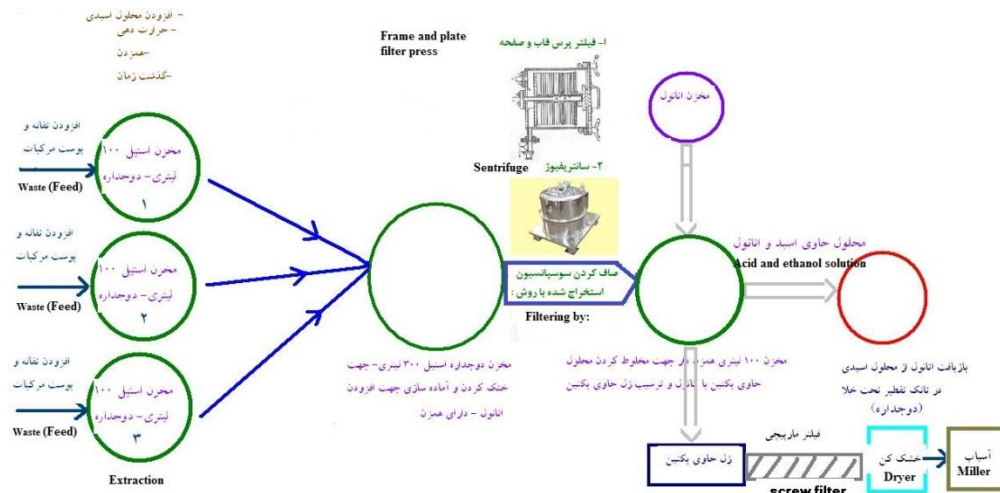 - افزودن محلول اسیدی
- حرارت دهی
-همزدن
-گذشت زمان
افزودن تفاله و
پوست مرکبات
Waste (Feed)
مخزن استیل ۱۰۰
لیتری- دوجداره
۱
افزودن تفاله و
پوست مرکبات
Waste (Feed)
مخزن استیل ۱۰۰
لیتری- دوجداره
۲
افزودن تفاله و
پوست مرکبات
Waste (Feed)
مخزن استیل ۱۰۰
لیتری- دوجداره
۳
Extraction
مخزن دوجداره استیل ۳۰۰ لیتری- جهت
خنک کردن و آماده سازی جهت افزودن
اتانول - دارای همزن
Frame and plate
filter press
۱- فیلتر پرس قاب و صفحه
Sentrifuge
۲- سانتریفیوژ
صاف کردن سوسپانسیون
استخراج شده با روش :
Filtering by:
مخزن اتانول
محلول حاوی اسید و اتانول
Acid and ethanol solution
مخزن ۱۰۰ لیتری همزن دار جهت مخلوط کردن محلول
حاوی پکتین با اتانول و ترسیب ژل حاوی پکتین
بازیافت اتانول از محلول اسیدی
در تانک تقطیر تحت خلا
(دوجداره)
ژل حاوی پکتین
فیلتر مارپیچی
screw filter
خشک کن
Dryer
آسیاب
Miller